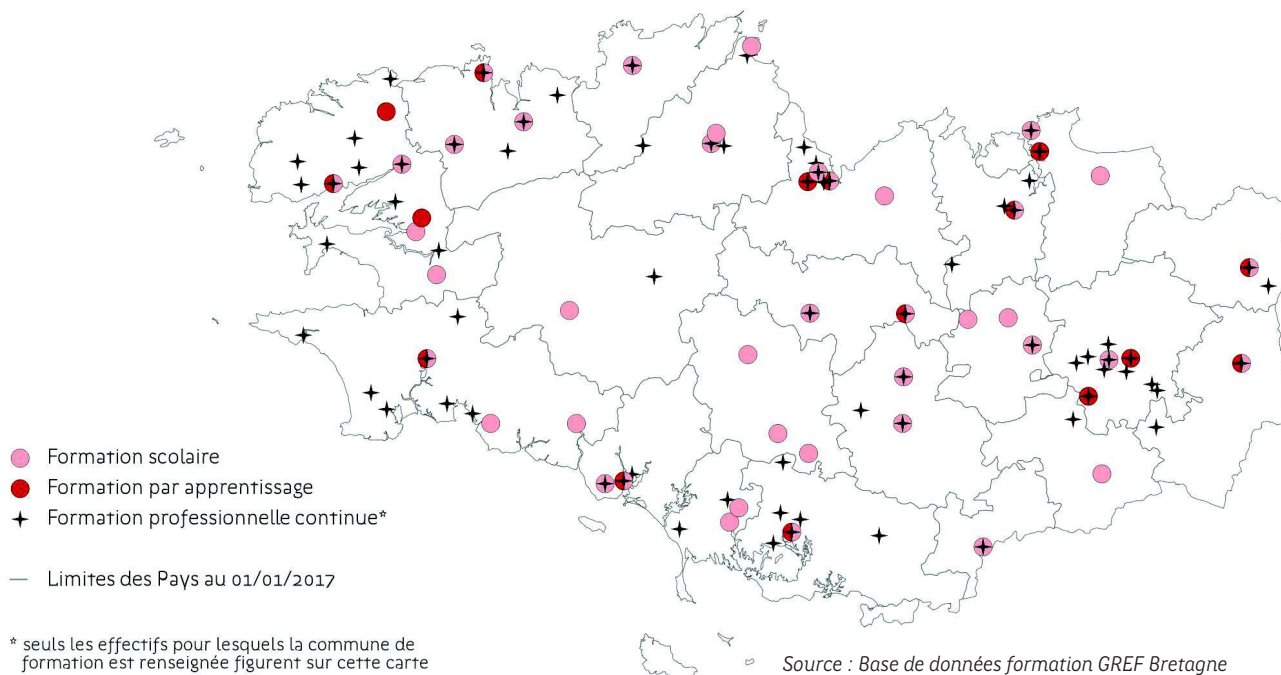 Formation scolaire
Formation par apprentissage
Formation professionnelle continue*
Limites des Pays au 01/01/2017
* seuls les effectifs pour lesquels la commune de
formation est renseignée figurent sur cette carte
Source : Base de données formation GREF Bretagne